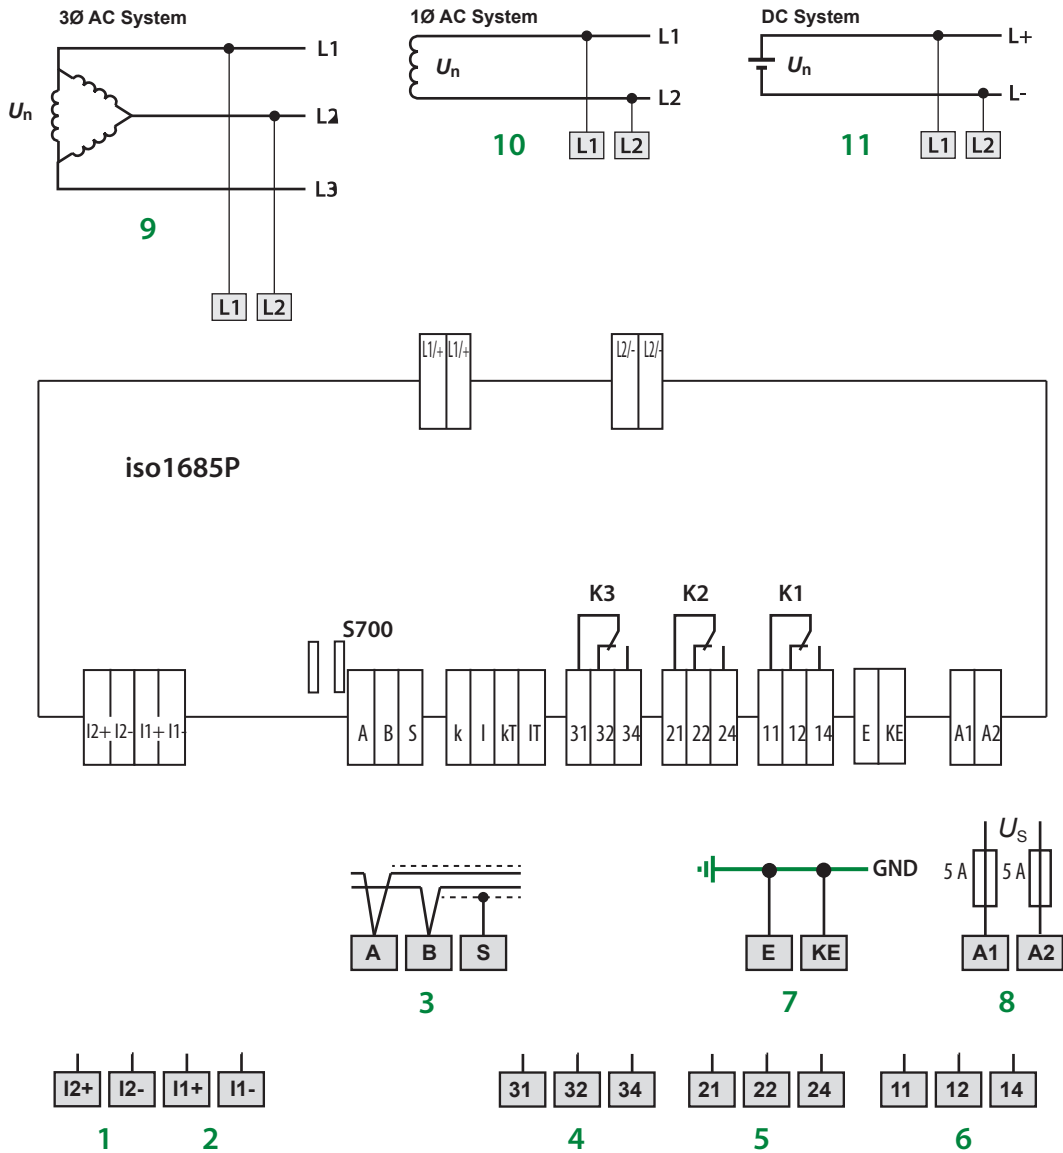 3Ø AC System
1Ø AC System
DC System
L1
L1
L+
Un
Un
Un
L2
L2
L-
L3
L1 L2
L1 L2
10
11
9
L1 L2
L1/+ L1/+
L2/- L2/-
iso1685P
K3
K2
K1
S700
I2+ I2- I1+ I1-
A B S
k l kT lT
31 32 34
21 22 24
11 12 14
E KE
A1 A2
US
5 A
5 A
GND
A B S
E KE
A1 A2
3
7
8
I2+ I2- I1+ I1-
31 32 34
21 22 24
11 12 14
1
2
4
5
6